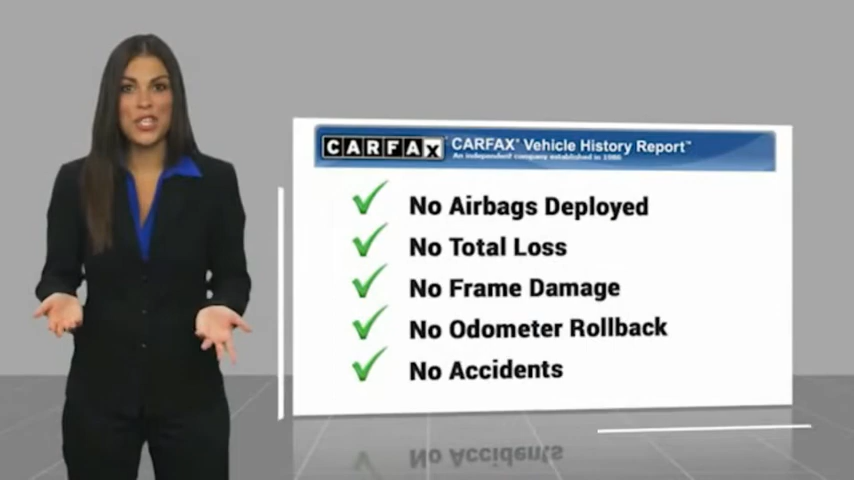 CARFAX
CARFAX™ Vehicle History Report™
An independent company established in 1986
No Airbags Deployed
No Total Loss
No Frame Damage
No Odometer Rollback
No Accidents
No Accidents